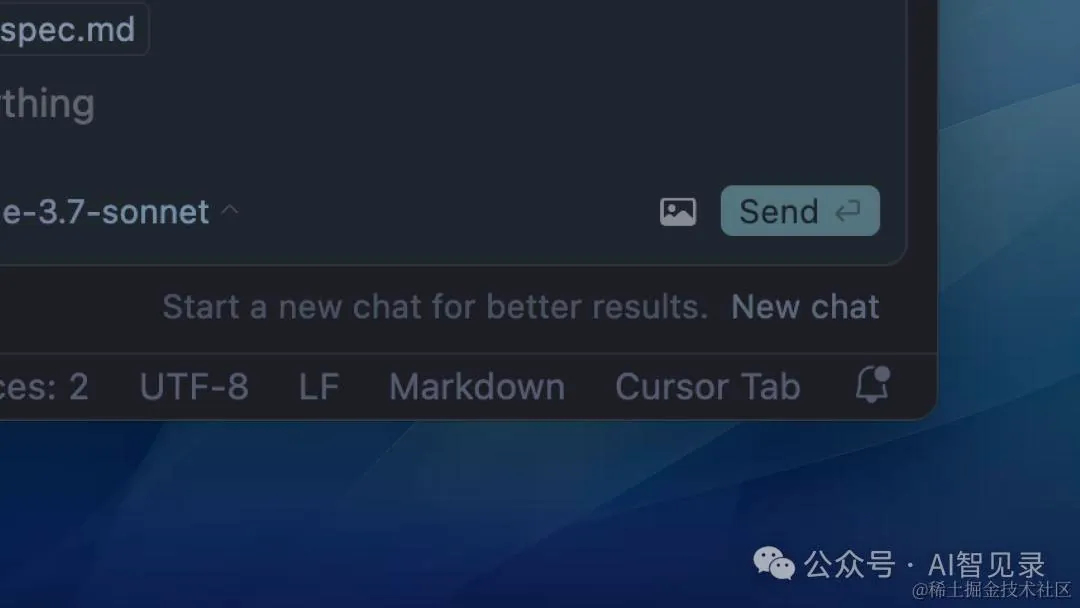 spec.md
thing
e-3.7-sonnet
Send
Start a new chat for better results. New chat
ces: 2 UTF-8 LF Markdown Cursor Tab
公众号 · AI智见录
@稀土掘金技术社区